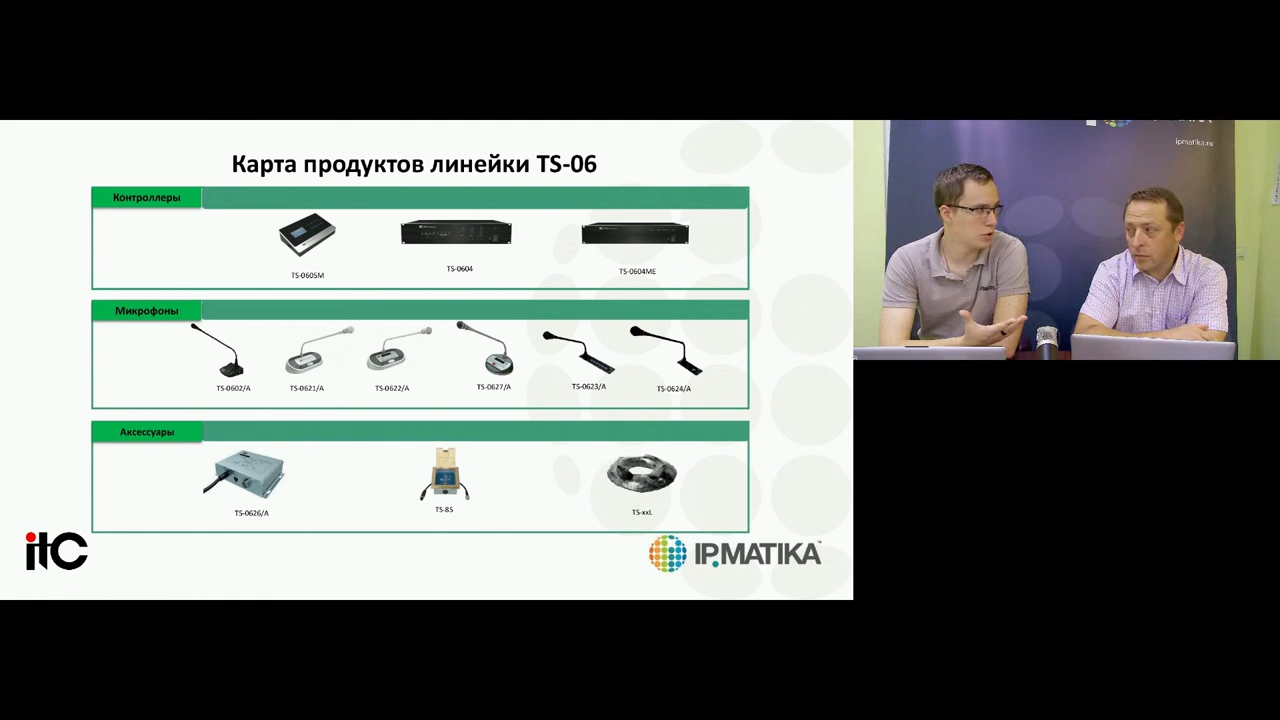 Карта продуктов линейки TS-06
Контроллеры
TS-0605M
TS-0604
TS-0604ME
Микрофоны
TS-0602/A
TS-0621/A
TS-0622/A
TS-0627/A
TS-0623/A
TS-0624/A
Аксессуары
TS-0626/A
TS-8S
TS-xxL
itC
IP.MATIKA™
ipmatika.ru